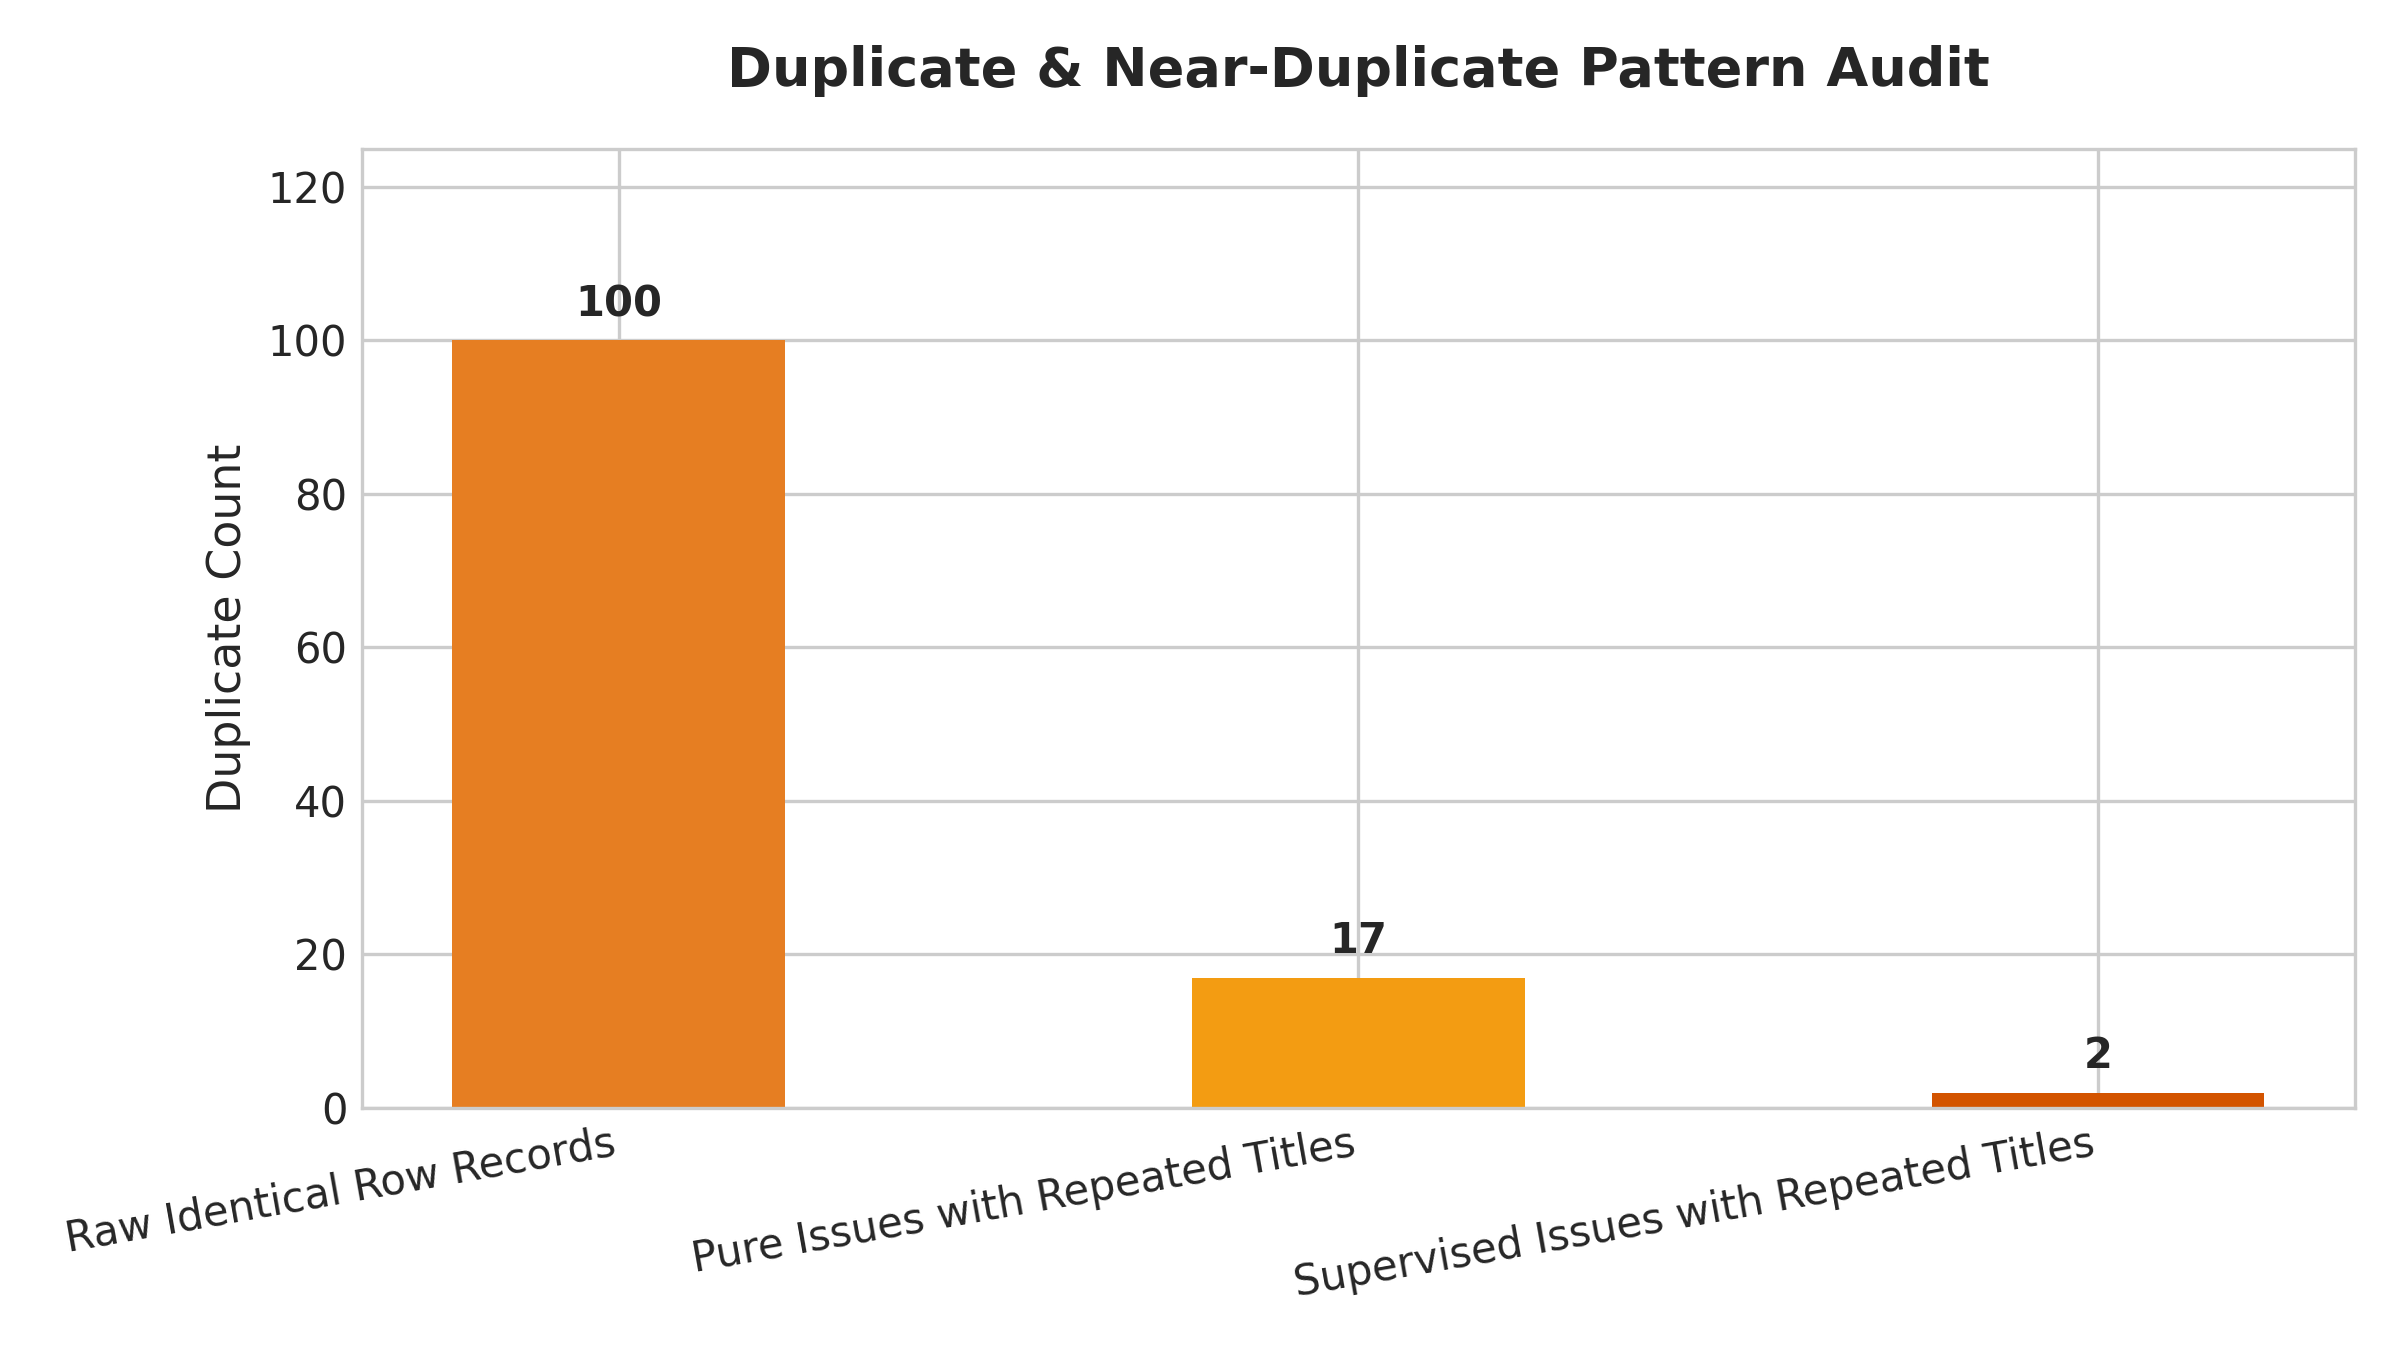 Duplicate & Near-Duplicate Pattern Audit
120
100
80
60
40
20
0
Duplicate Count
100
17
2
Raw Identical Row Records
Pure Issues with Repeated Titles
Supervised Issues with Repeated Titles